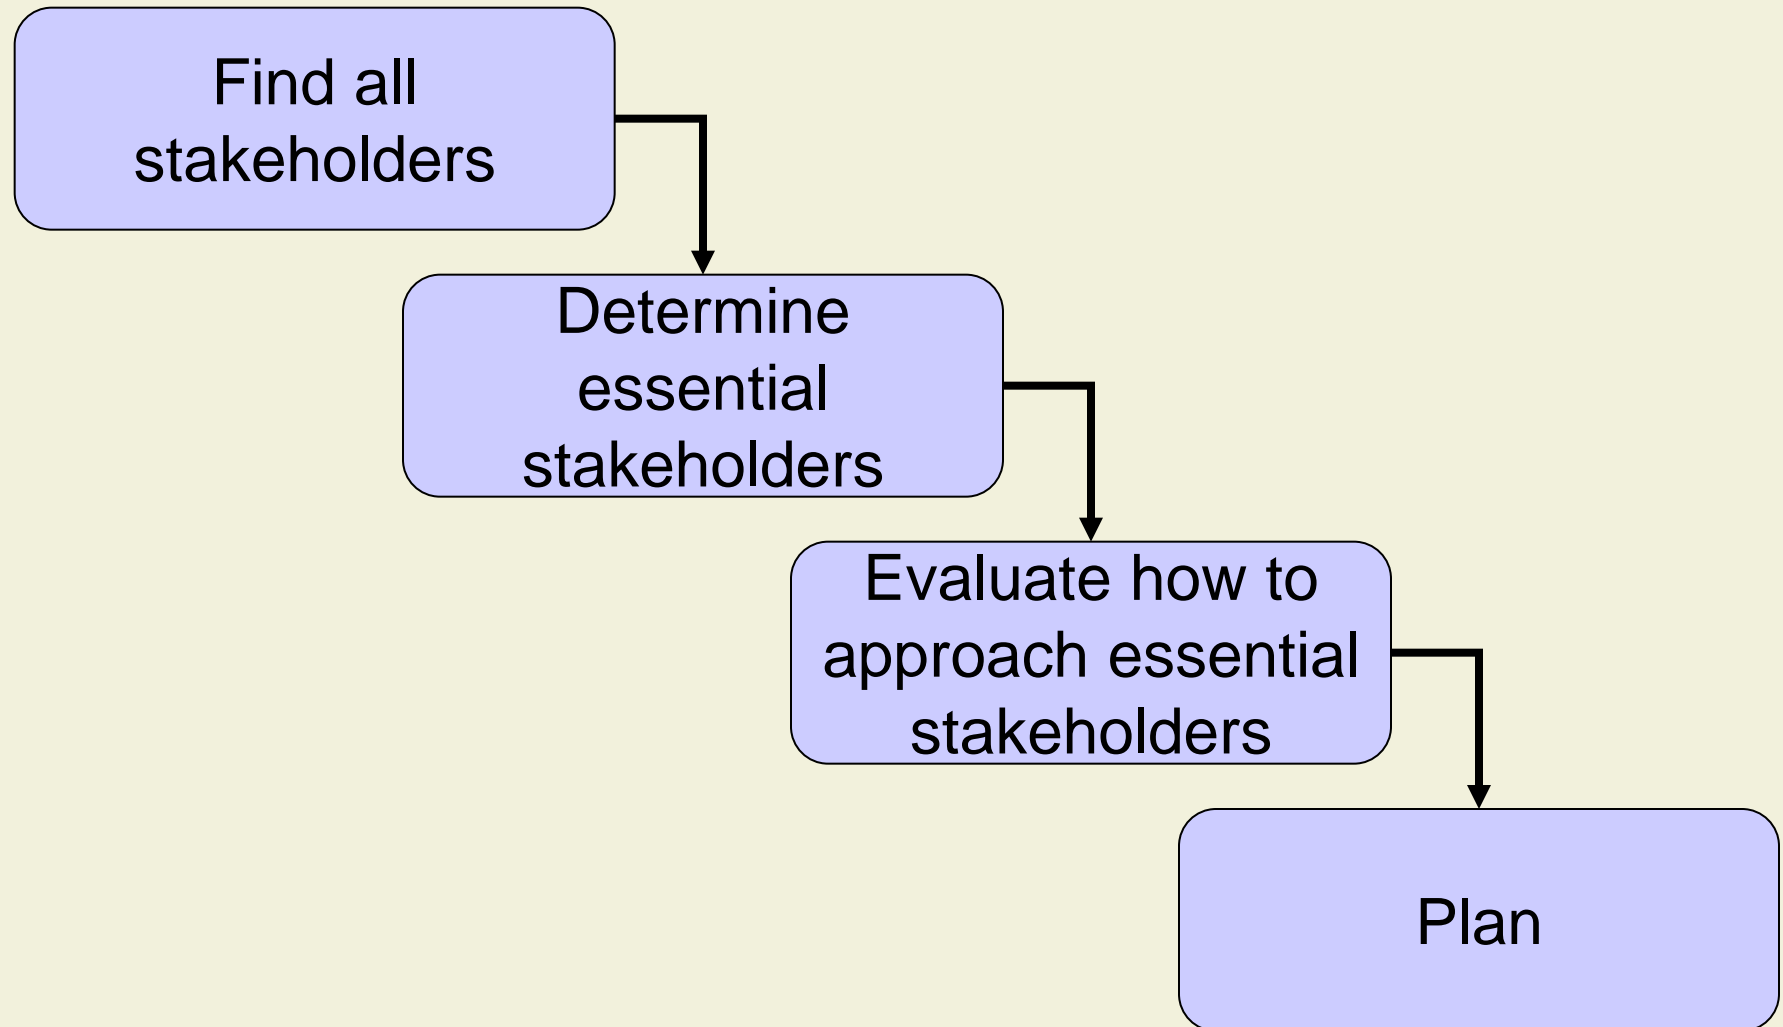 Find all
stakeholders
Determine
essential
stakeholders
Evaluate how to
approach essential
stakeholders
Plan